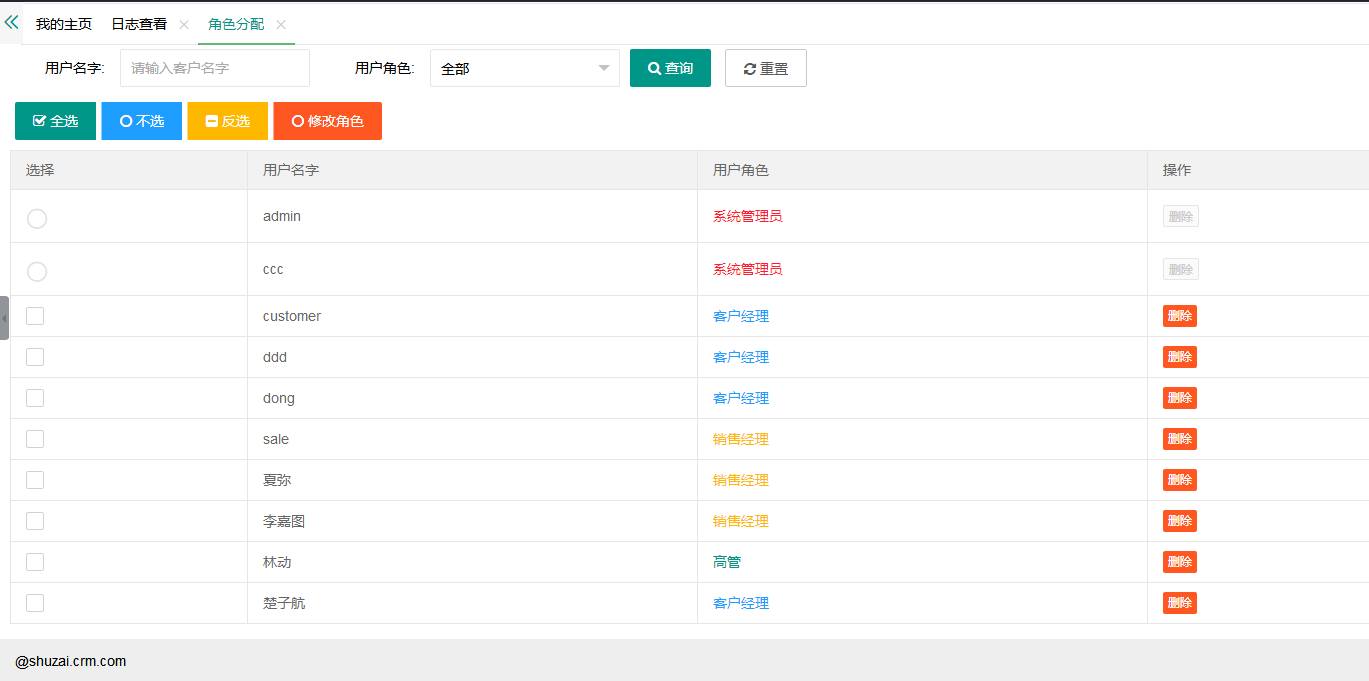 我的主页 日志查看 角色分配
用户名字: 请输入客户名字 用户角色: 全部 查询 重置
全选 不选 反选 修改角色
选择 用户名字 用户角色 操作
admin 系统管理员 删除
ccc 系统管理员 删除
customer 客户经理 删除
ddd 客户经理 删除
dong 客户经理 删除
sale 销售经理 删除
夏弥 销售经理 删除
李嘉图 销售经理 删除
林动 高管 删除
楚子航 客户经理 删除
@shuzai.crm.com